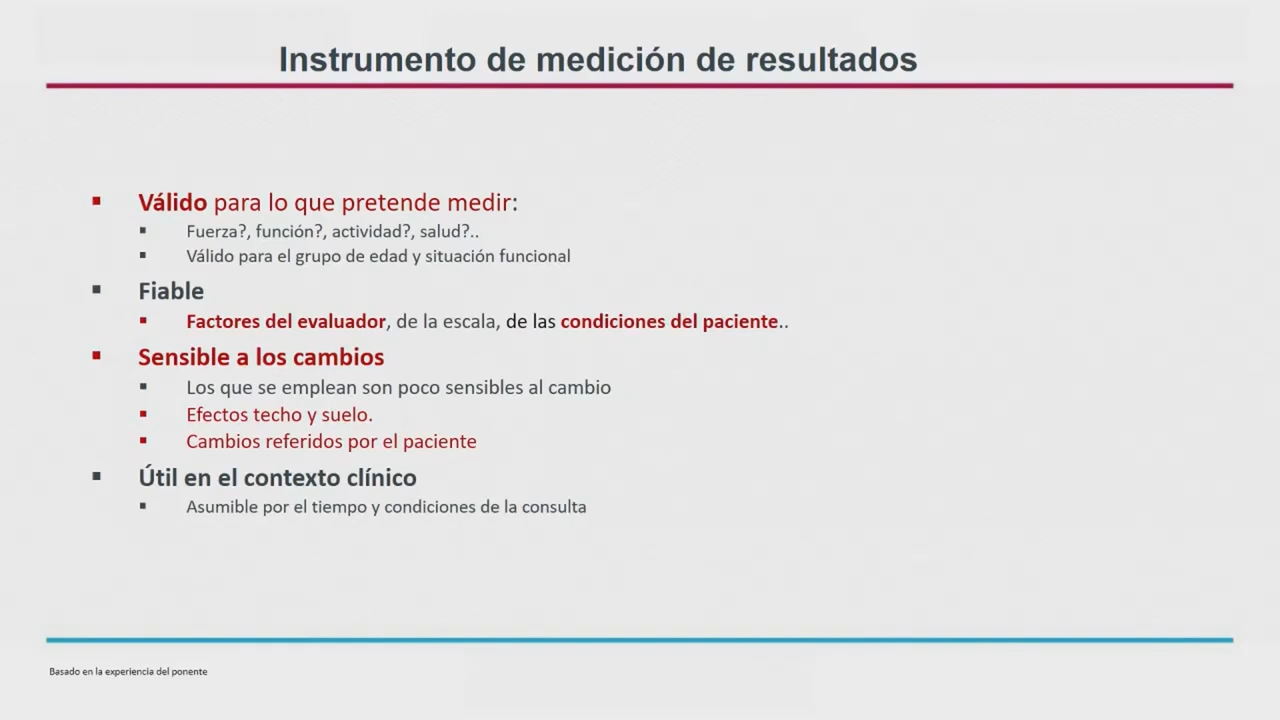 Instrumento de medición de resultados
▪ Válido para lo que pretende medir:
▪ Fuerza?, función?, actividad?, salud?..
▪ Válido para el grupo de edad y situación funcional
▪ Fiable
▪ Factores del evaluador, de la escala, de las condiciones del paciente..
▪ Sensible a los cambios
▪ Los que se emplean son poco sensibles al cambio
▪ Efectos techo y suelo.
▪ Cambios referidos por el paciente
▪ Útil en el contexto clínico
▪ Asumible por el tiempo y condiciones de la consulta
Basado en la experiencia del ponente